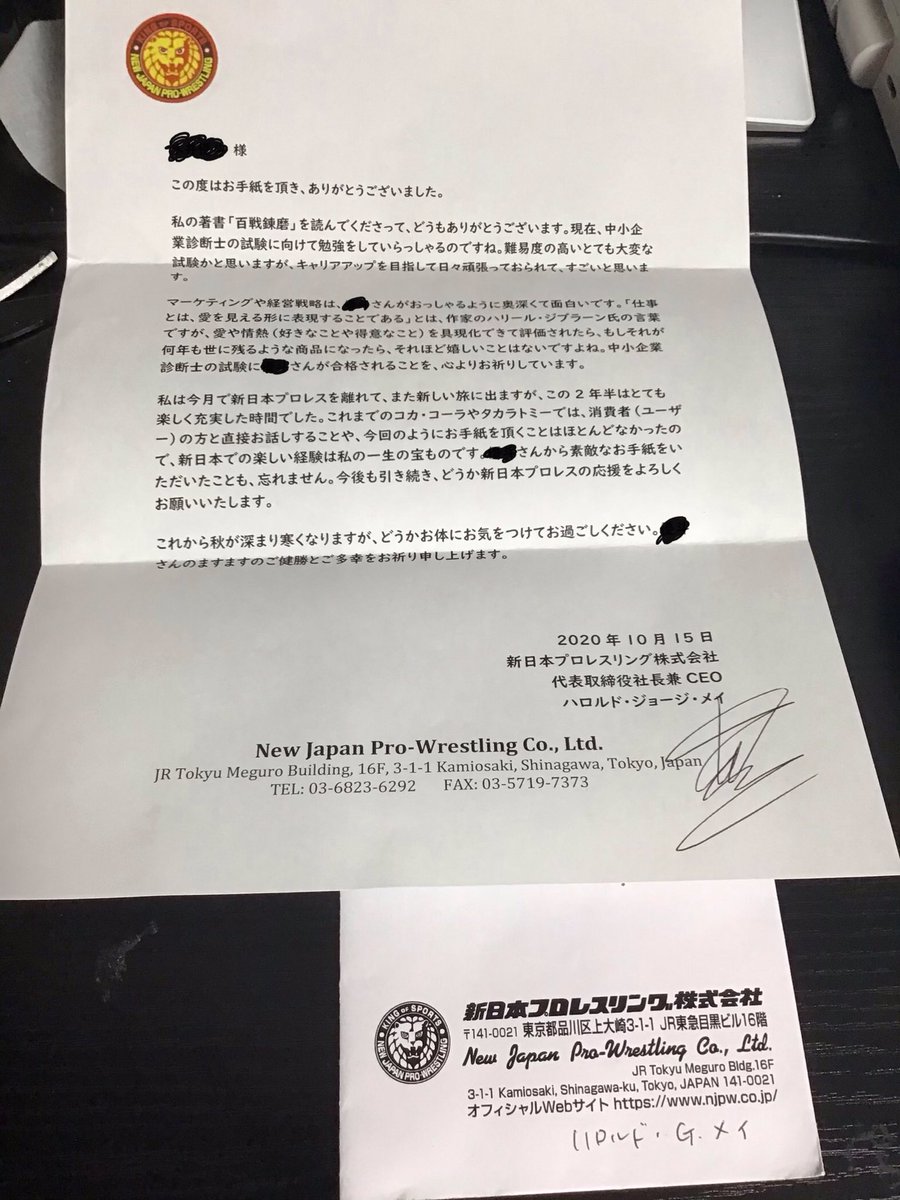 KING OF SPORTS
NEW JAPAN PRO-WRESTLING
様
この度はお手紙を頂き、ありがとうございました。
私の著書「百戦錬磨」を読んでくださって、どうもありがとうございます。現在、中小企
業診断士の試験に向けて勉強をしていらっしゃるのですね。難易度の高いとても大変な
試験かと思いますが、キャリアアップを目指して日々頑張っておられて、すごいと思いま
す。
マーケティングや経営戦略は、さんがおっしゃるように奥深くて面白いです。「仕事
とは、愛を見える形に表現することである」とは、作家のハリール・ジブラーン氏の言葉
ですが、愛や情熱（好きなことや得意なこと）を具現化できて評価されたら、もしそれが
何年も世に残るような商品になったら、それほど嬉しいことはないですよね。中小企業
診断士の試験にさんが合格されることを、心よりお祈りしています。
私は今月で新日本プロレスを離れて、また新しい旅に出ますが、この2年半はとても
楽しく充実した時間でした。これまでのコカ・コーラやタカラトミーでは、消費者（ユーザ
ー）の方と直接お話しすることや、今回のようにお手紙を頂くことはほとんどなかったの
で、新日本での楽しい経験は私の一生の宝ものです。さんから素敵なお手紙をい
ただいたことも、忘れません。今後も引き続き、どうか新日本プロレスの応援をよろしく
お願いいたします。
これから秋が深まり寒くなりますが、どうかお体にお気をつけてお過ごしください。
さんのますますのご健勝とご多幸をお祈り申し上げます。
2020年10月15日
新日本プロレスリング株式会社
代表取締役社長兼CEO
ハロルド・ジョージ・メイ
New Japan Pro-Wrestling Co., Ltd.
JR Tokyu Meguro Building, 16F, 3-1-1 Kamiosaki, Shinagawa, Tokyo, Japan
TEL: 03-6823-6292 FAX: 03-5719-7373
KING OF SPORTS
NEW JAPAN PRO-WRESTLING
新日本プロレスリング株式会社
〒141-0021 東京都品川区上大崎3-1-1 JR東急目黒ビル16階
New Japan Pro-Wrestling Co., Ltd.
JR Tokyu Meguro Bldg.16F
3-1-1 Kamiosaki, Shinagawa-ku, Tokyo, JAPAN 141-0021
オフィシャルWebサイト https://www.njpw.co.jp/
ハロルド・G.メイ